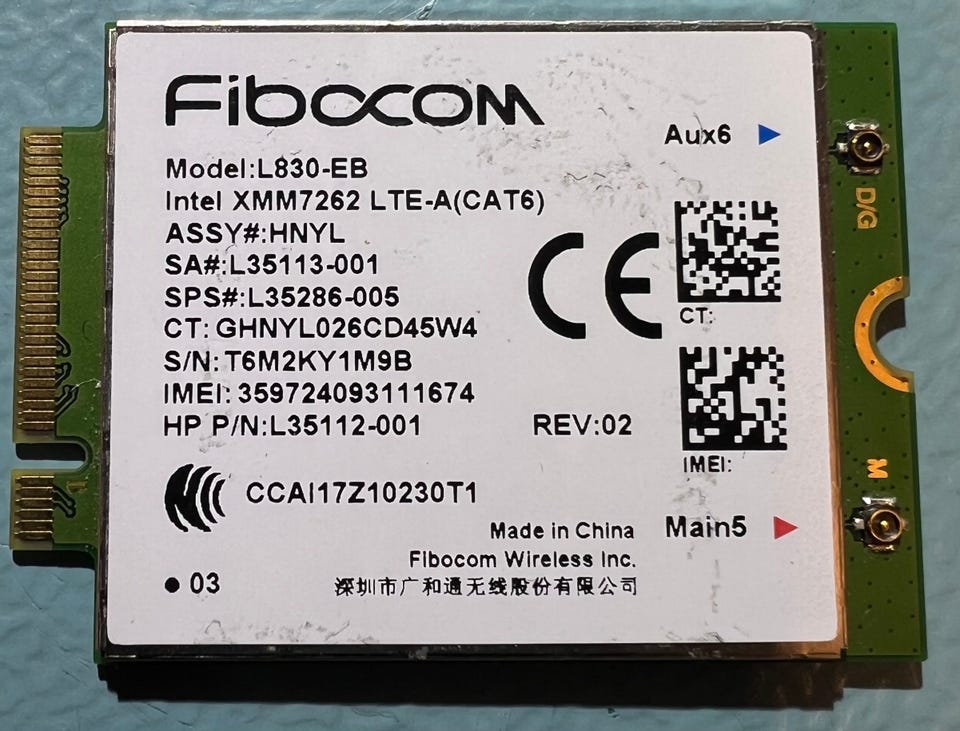 Fibocom
Aux6
Model:L830-EB
Intel XMM7262 LTE-A(CAT6)
ASSY#:HNYL
SA#:L35113-001
SPS#:L35286-005
CT: GHNYL026CD45W4
S/N: T6M2KY1M9B
IMEI: 359724093111674
HP P/N:L35112-001
REV:02
CE
CT:
IMEI:
CCAI17Z10230T1
Made in China
Main5
Fibocom Wireless Inc.
深圳市广和通无线股份有限公司
03
D/G
M
1